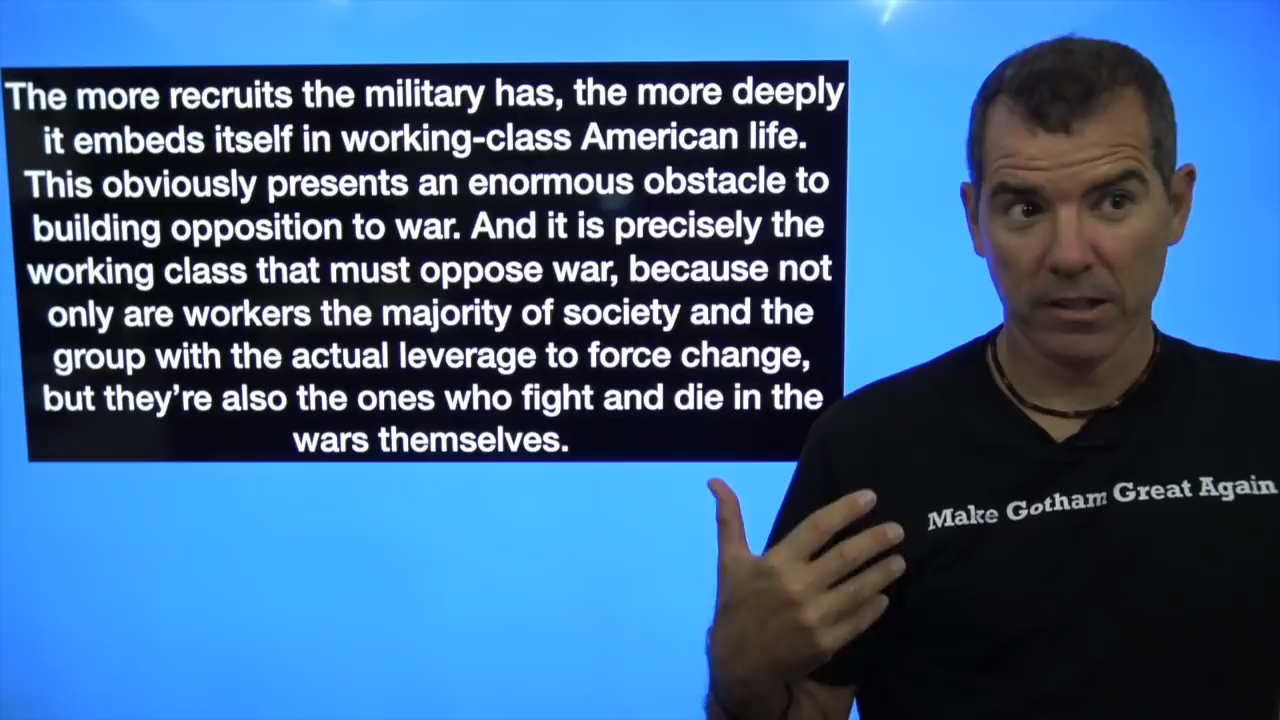 The more recruits the military has, the more deeply
it embeds itself in working-class American life.
This obviously presents an enormous obstacle to
building opposition to war. And it is precisely the
working class that must oppose war, because not
only are workers the majority of society and the
group with the actual leverage to force change,
but they’re also the ones who fight and die in the
wars themselves.
Make Gotham Great Again